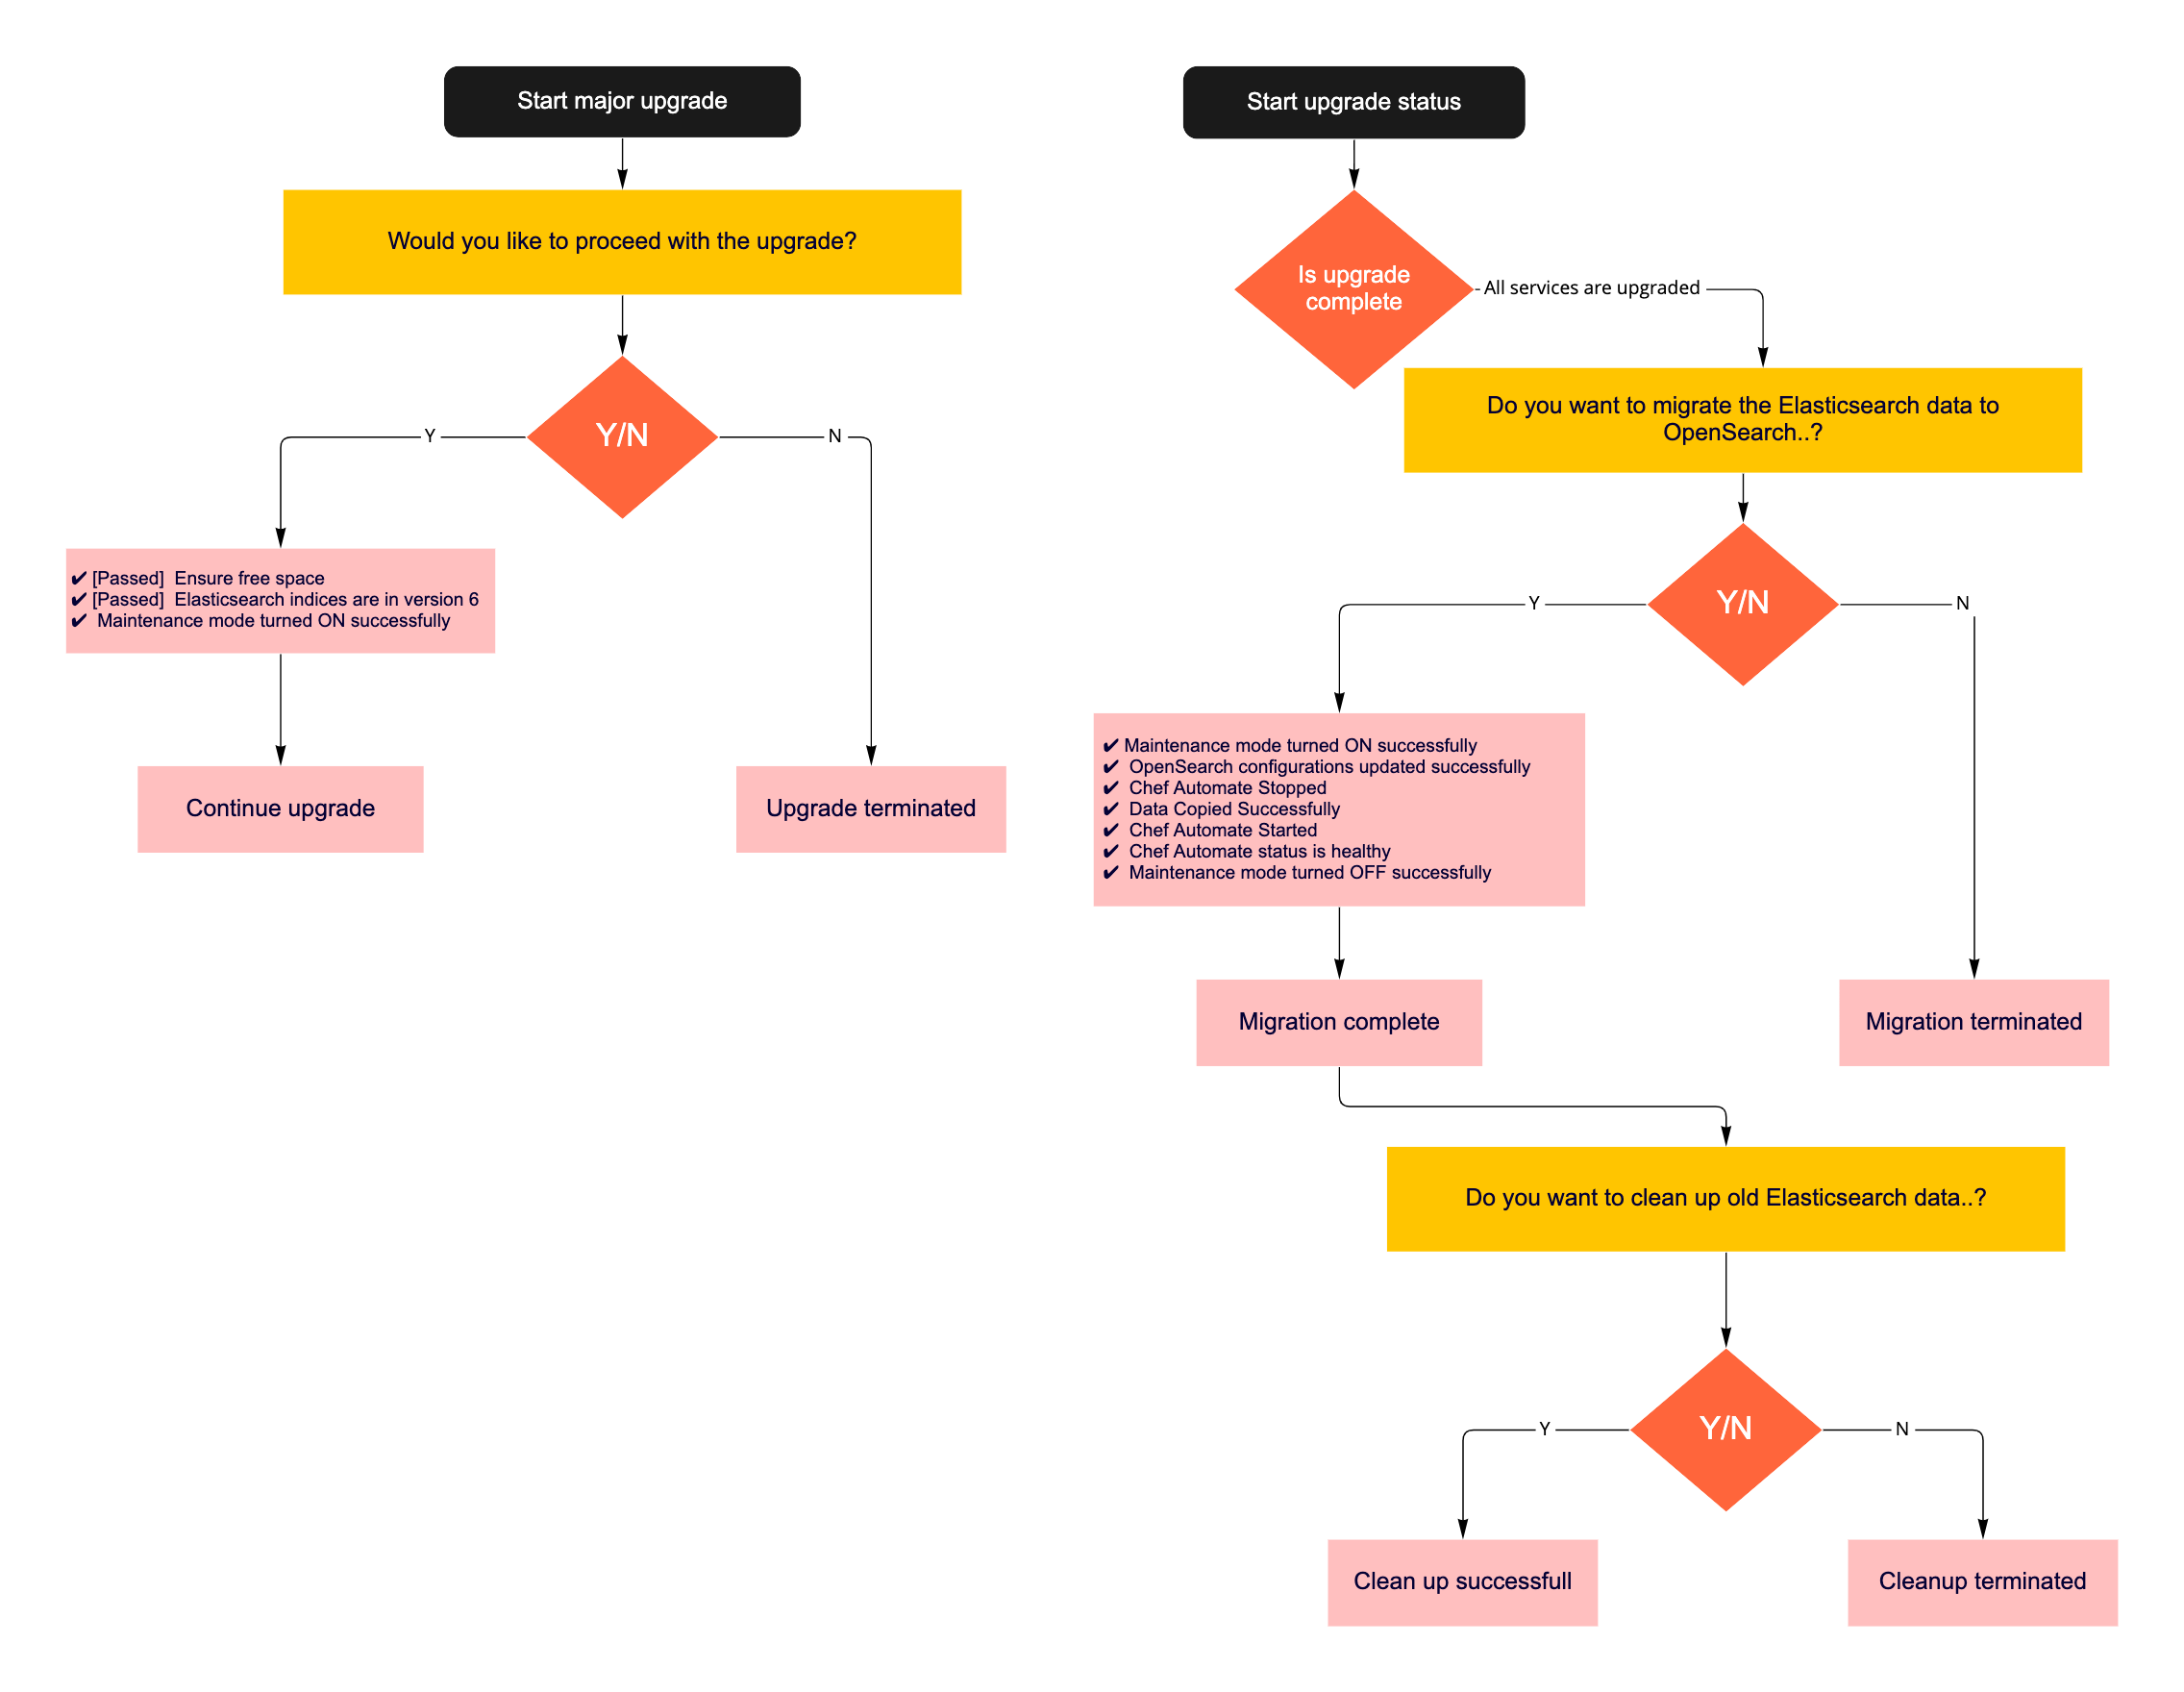 Start major upgrade
Would you like to proceed with the upgrade?
Y/N
Y
N
✔ [Passed]  Ensure free space
✔ [Passed]  Elasticsearch indices are in version 6
✔  Maintenance mode turned ON successfully
Continue upgrade
Upgrade terminated
Start upgrade status
Is upgrade
complete
All services are upgraded
Do you want to migrate the Elasticsearch data to
OpenSearch..?
Y/N
Y
N
✔ Maintenance mode turned ON successfully
✔  OpenSearch configurations updated successfully
✔  Chef Automate Stopped
✔  Data Copied Successfully
✔  Chef Automate Started
✔  Chef Automate status is healthy
✔  Maintenance mode turned OFF successfully
Migration complete
Migration terminated
Do you want to clean up old Elasticsearch data..?
Y/N
Y
N
Clean up successfull
Cleanup terminated